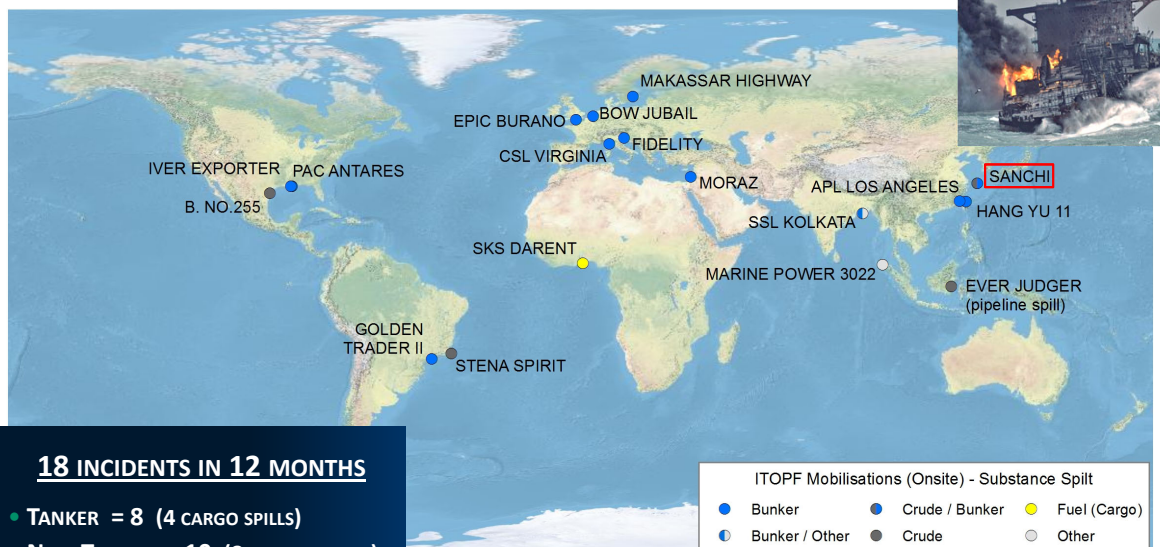 MAKASSAR HIGHWAY
EPIC BURANO
BOW JUBAIL
CSL VIRGINIA
FIDELITY
IVER EXPORTER
PAC ANTARES
B. NO.255
MORAZ
APL LOS ANGELES
SANCHI
SSL KOLKATA
HANG YU 11
SKS DARENT
MARINE POWER 3022
EVER JUDGER
(pipeline spill)
GOLDEN
TRADER II
STENA SPIRIT
18 INCIDENTS IN 12 MONTHS
• TANKER = 8 (4 CARGO SPILLS)
ITOPF Mobilisations (Onsite) - Substance Spilt
Bunker
Crude / Bunker
Fuel (Cargo)
Bunker / Other
Crude
Other